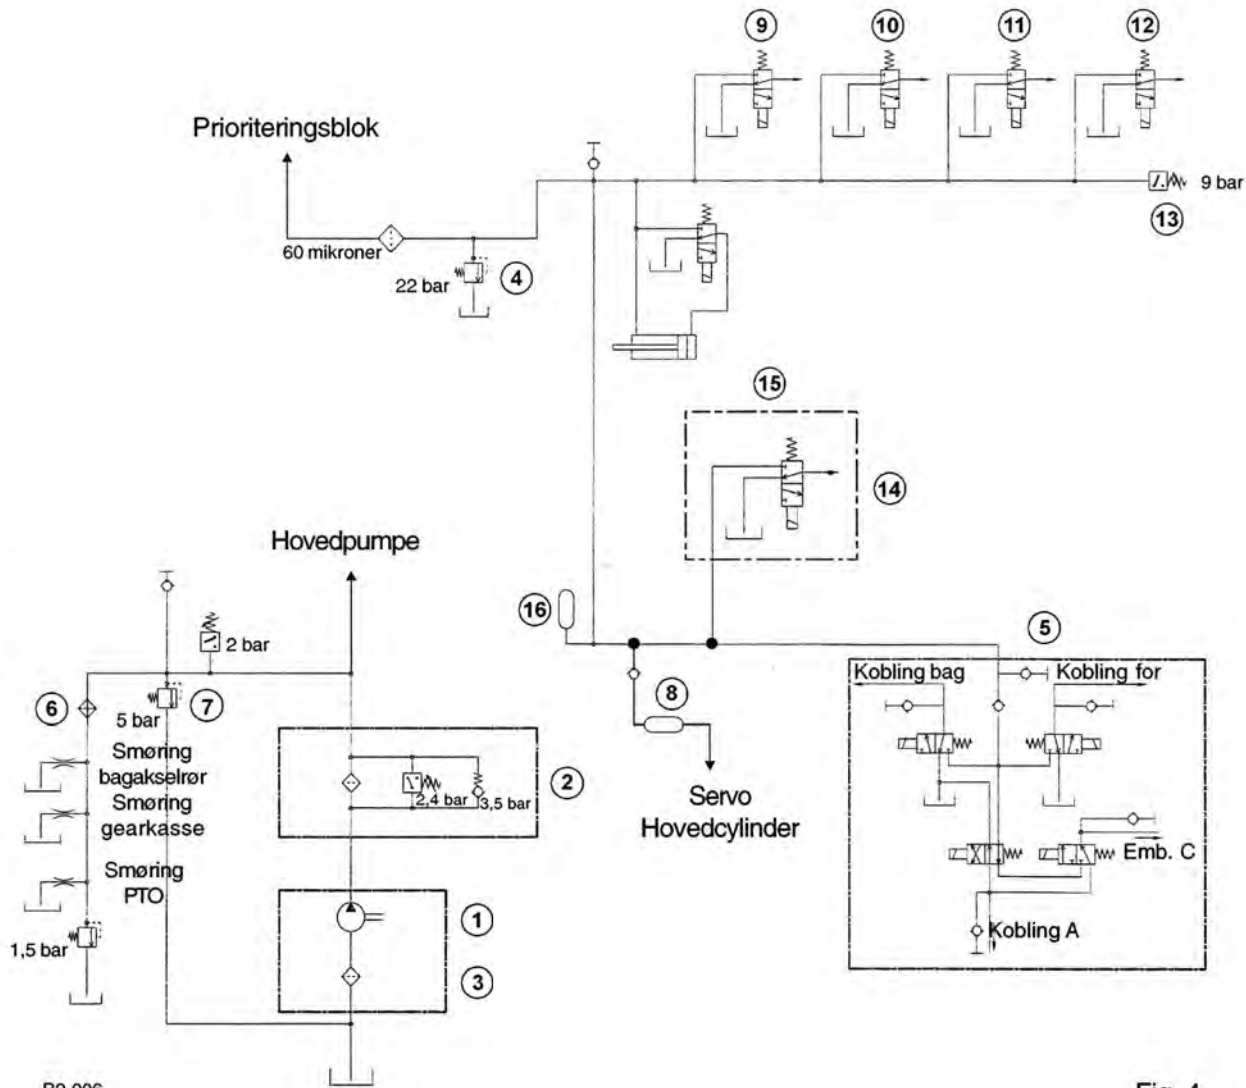 9
10
11
12
Prioriteringsblok
9 bar
13
60 mikroner
4
22 bar
15
14
Hovedpumpe
16
5
2 bar
Kobling bag
Kobling for
6
7
8
5 bar
Smøring
bagakselrør
2
2,4 bar
3,5 bar
Servo
Hovedcylinder
Smøring
gearkasse
Emb. C
Smøring
PTO
1
Kobling A
1,5 bar
3